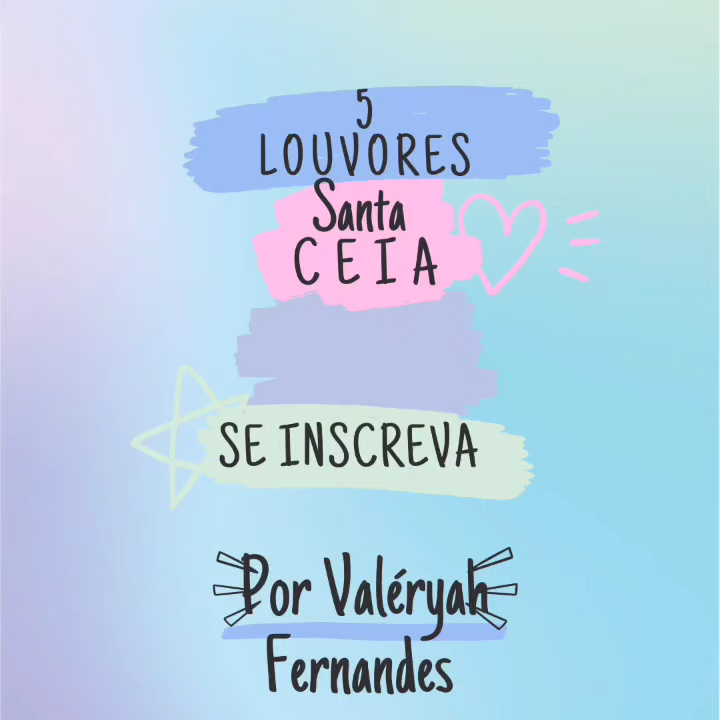 5
LOUVORES
Santa
CEIA
SE INSCREVA
Por Valéryah
Fernandes